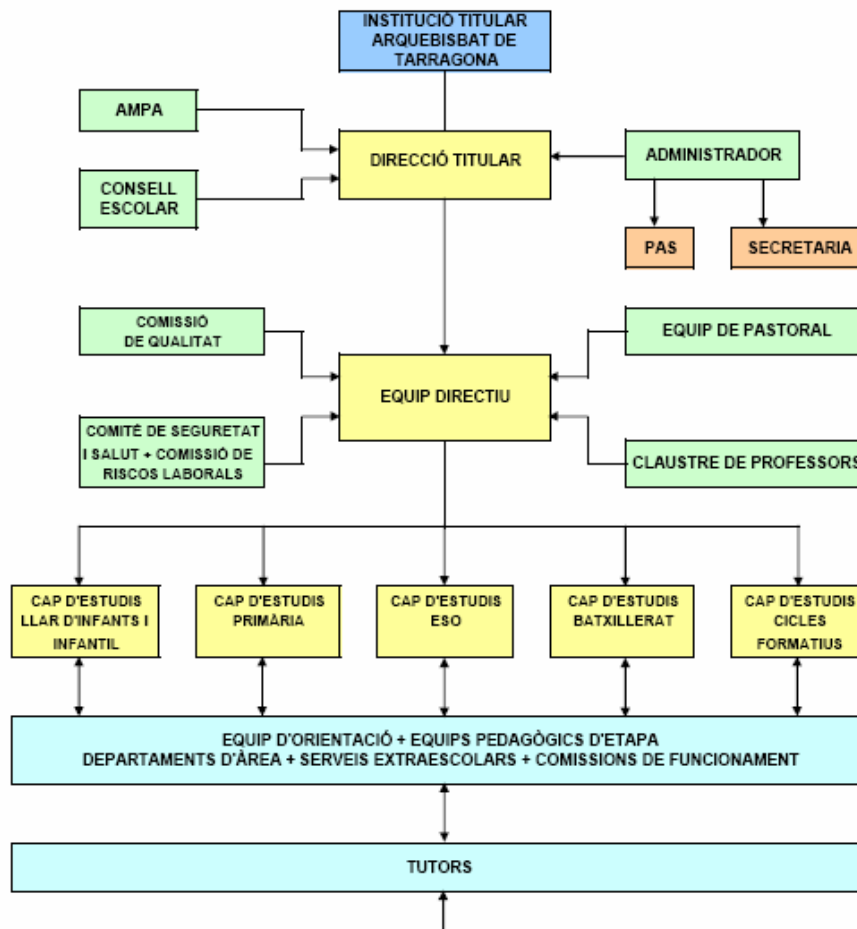 INSTITUCIÓ TITULAR
ARQUEBISBAT DE
TARRAGONA
AMPA
DIRECCIÓ TITULAR
ADMINISTRADOR
CONSELL
ESCOLAR
PAS
SECRETARIA
COMISSIÓ
DE QUALITAT
EQUIP DE PASTORAL
EQUIP DIRECTIU
COMITÉ DE SEGURETAT
I SALUT + COMISSIÓ DE
RISCOS LABORALS
CLAUSTRE DE PROFESSORS
CAP D'ESTUDIS
LLAR D'INFANTS I
INFANTIL
CAP D'ESTUDIS
PRIMÀRIA
CAP D'ESTUDIS
ESO
CAP D'ESTUDIS
BATXILLERAT
CAP D'ESTUDIS
CICLES
FORMATIUS
EQUIP D'ORIENTACIÓ + EQUIPS PEDAGÒGICS D'ETAPA
DEPARTAMENTS D'ÀREA + SERVEIS EXTRAESCOLARS + COMISSIONS DE FUNCIONAMENT
TUTORS